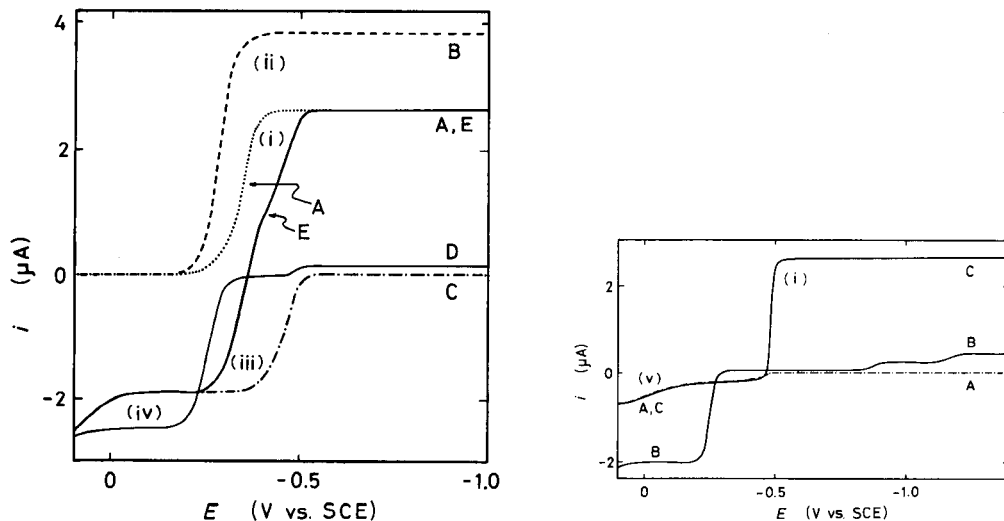 4
2
0
-2
i (μA)
(ii)
B
(i)
A, E
A
E
D
C
(iii)
(iv)
0
-0.5
-1.0
E (V vs. SCE)
2
0
-2
i (μA)
(i)
C
B
(v)
A
A,C
B
0
-0.5
-1.0
E (V vs. SCE)